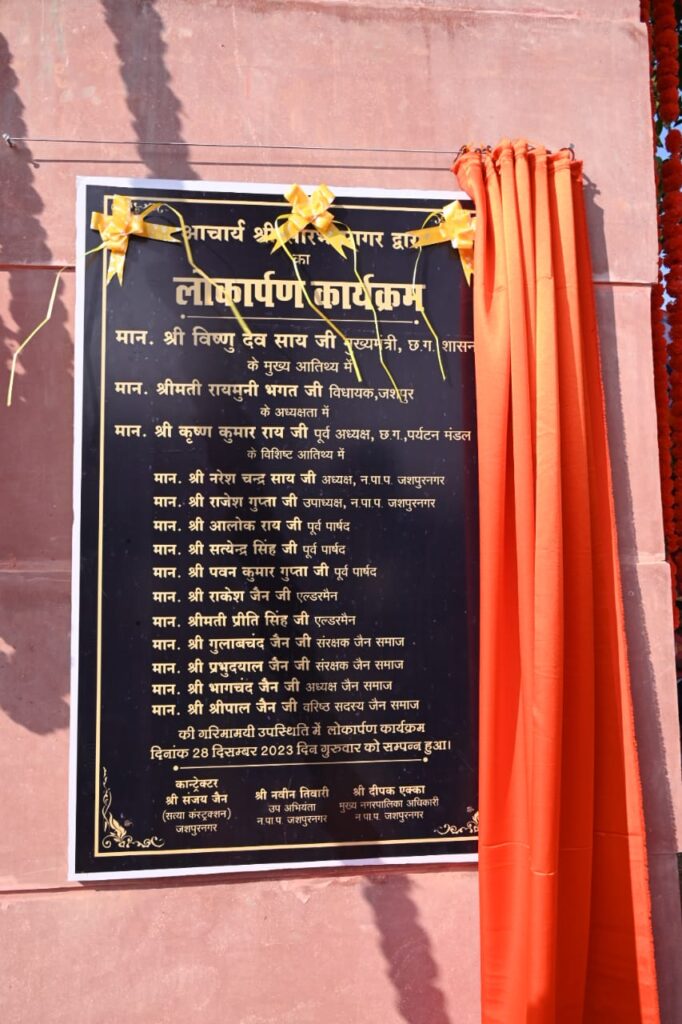 आचार्य श्री
का
लोकार्पण कार्यक्रम
मान. श्री विष्णु देव साय जी मुख्यमंत्री, छ.ग. शासन
के मुख्य आतिथ्य में
मान. श्रीमती रायमुनी भगत जी विधायक,जशपुर
के अध्यक्षता में
मान. श्री कृष्ण कुमार राय जी पूर्व अध्यक्ष, छ.ग.,पर्यटन मंडल
के विशिष्ट आतिथ्य में
मान. श्री नरेश चन्द्र साय जी अध्यक्ष, न.पा.प. जशपुरनगर
मान. श्री राजेश गुप्ता जी उपाध्यक्ष, न.पा.प. जशपुरनगर
मान. श्री आलोक राय जी पूर्व पार्षद
मान. श्री सत्येन्द्र सिंह जी पूर्व पार्षद
मान. श्री पवन कुमार गुप्ता जी पूर्व पार्षद
मान. श्री राकेश जैन जी एल्डरमैन
मान. श्रीमती प्रीति सिंह जी एल्डरमैन
मान. श्री गुलाबचंद जैन जी संरक्षक जैन समाज
मान. श्री प्रभुदयाल जैन जी संरक्षक जैन समाज
मान. श्री भागचंद जैन जी अध्यक्ष जैन समाज
मान. श्री श्रीपाल जैन जी वरिष्ठ सदस्य जैन समाज
की गरिमामयी उपस्थिति में लोकार्पण कार्यक्रम
दिनांक 28 दिसम्बर 2023 दिन गुरुवार को सम्पन्न हुआ।
कान्ट्रेक्टर
श्री संजय जैन
(सत्या कंस्ट्रक्शन)
जशपुरनगर
श्री नवीन तिवारी
उप अभियंता
न.पा.प. जशपुरनगर
श्री दीपक एक्का
मुख्य नगरपालिका अधिकारी
न.पा.प. जशपुरनगर